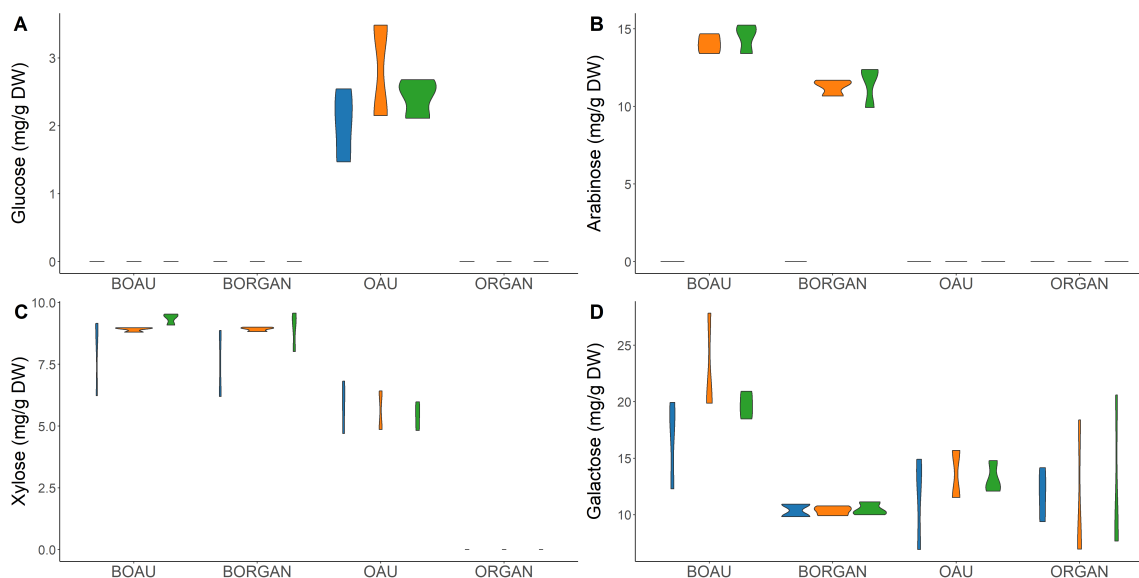 A
Glucose (mg/g DW)
3
2
1
0
BOAU BORGAN OAU ORGAN
B
Arabinose (mg/g DW)
15
10
5
0
BOAU BORGAN OAU ORGAN
C
Xylose (mg/g DW)
10.0
7.5
5.0
2.5
0.0
BOAU BORGAN OAU ORGAN
D
Galactose (mg/g DW)
25
20
15
10
BOAU BORGAN OAU ORGAN